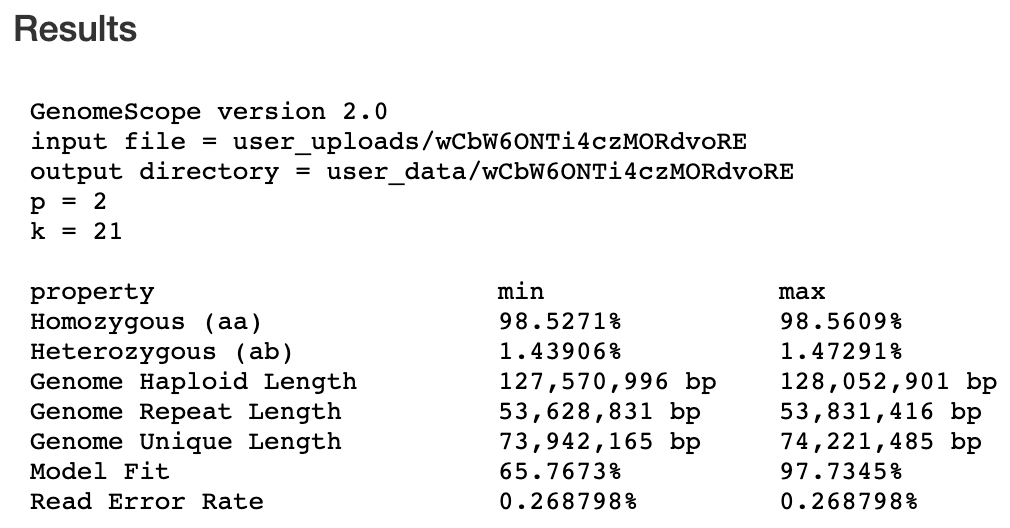 Results
GenomeScope version 2.0
input file = user_uploads/wCbW6ONTi4czMORdvoRE
output directory = user_data/wCbW6ONTi4czMORdvoRE
p = 2
k = 21
property min max
Homozygous (aa) 98.5271% 98.5609%
Heterozygous (ab) 1.43906% 1.47291%
Genome Haploid Length 127,570,996 bp 128,052,901 bp
Genome Repeat Length 53,628,831 bp 53,831,416 bp
Genome Unique Length 73,942,165 bp 74,221,485 bp
Model Fit 65.7673% 97.7345%
Read Error Rate 0.268798% 0.268798%